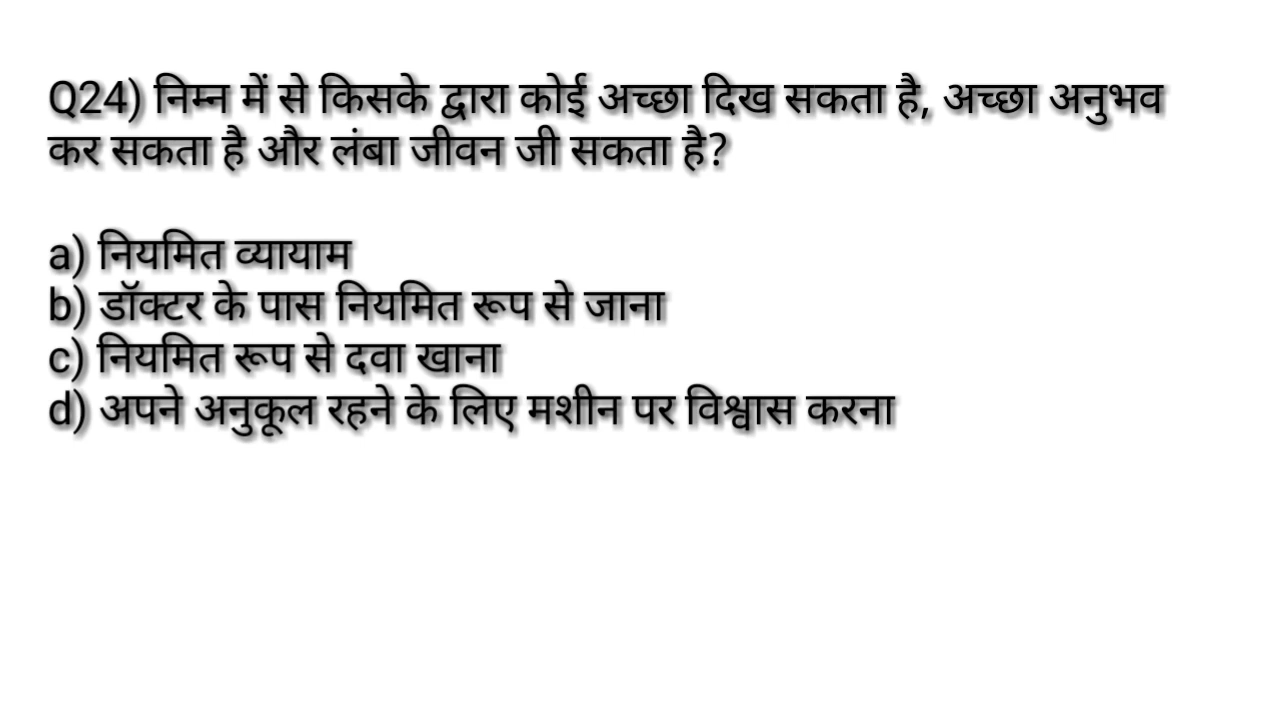 Q24) निम्न में से किसके द्वारा कोई अच्छा दिख सकता है, अच्छा अनुभव
कर सकता है और लंबा जीवन जी सकता है?
a) नियमित व्यायाम
b) डॉक्टर के पास नियमित रूप से जाना
c) नियमित रूप से दवा खाना
d) अपने अनुकूल रहने के लिए मशीन पर विश्वास करना